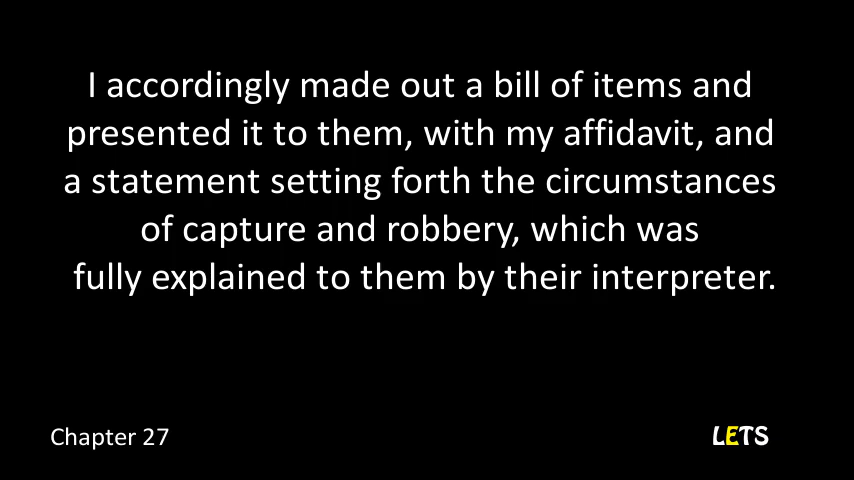 I accordingly made out a bill of items and
presented it to them, with my affidavit, and
a statement setting forth the circumstances
of capture and robbery, which was
fully explained to them by their interpreter.
Chapter 27
LETS